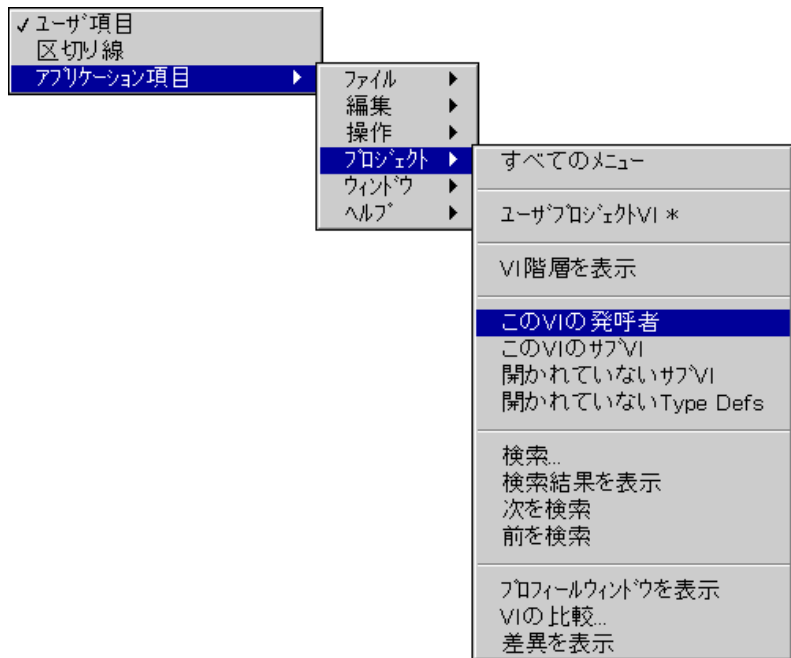 ✓ユーザ項目
区切り線
アプリケーション項目
ファイル
編集
操作
プロジェクト
ウィンドウ
ヘルプ
すべてのメニュー
ユーザプロジェクトVI *
VI階層を表示
このVIの発呼者
このVIのサブVI
開かれていないサブVI
開かれていないType Defs
検索...
検索結果を表示
次を検索
前を検索
プロフィールウィンドウを表示
VIの比較...
差異を表示